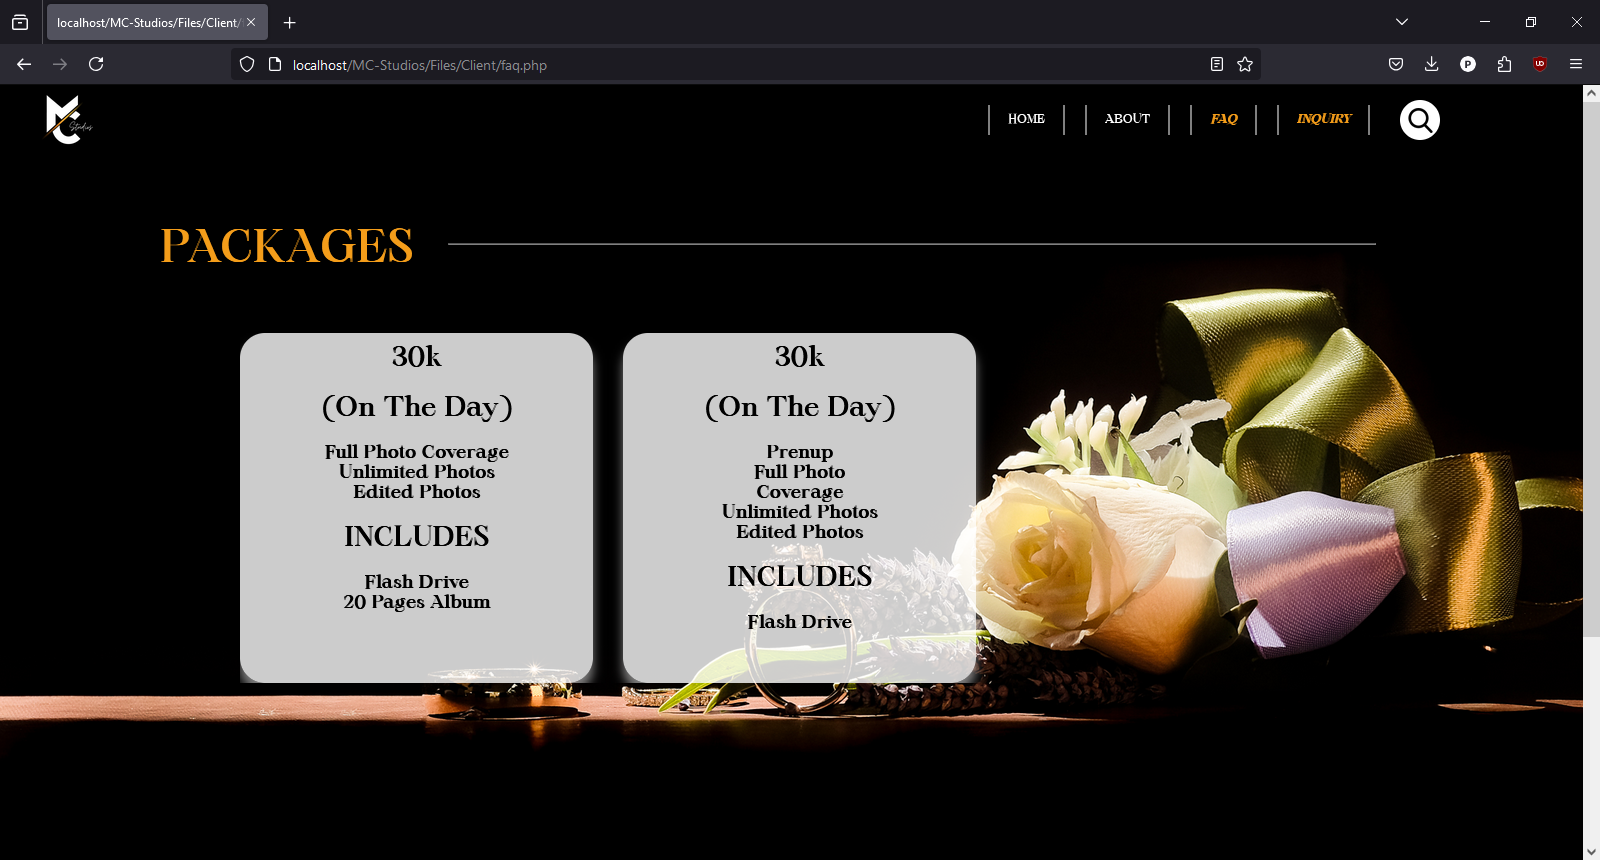 localhost/MC-Studios/Files/Client/
localhost/MC-Studios/Files/Client/faq.php
MC
Studios
HOME
ABOUT
FAQ
INQUIRY
PACKAGES
30k
(On The Day)
Full Photo Coverage
Unlimited Photos
Edited Photos
INCLUDES
Flash Drive
20 Pages Album
30k
(On The Day)
Prenup
Full Photo
Coverage
Unlimited Photos
Edited Photos
INCLUDES
Flash Drive